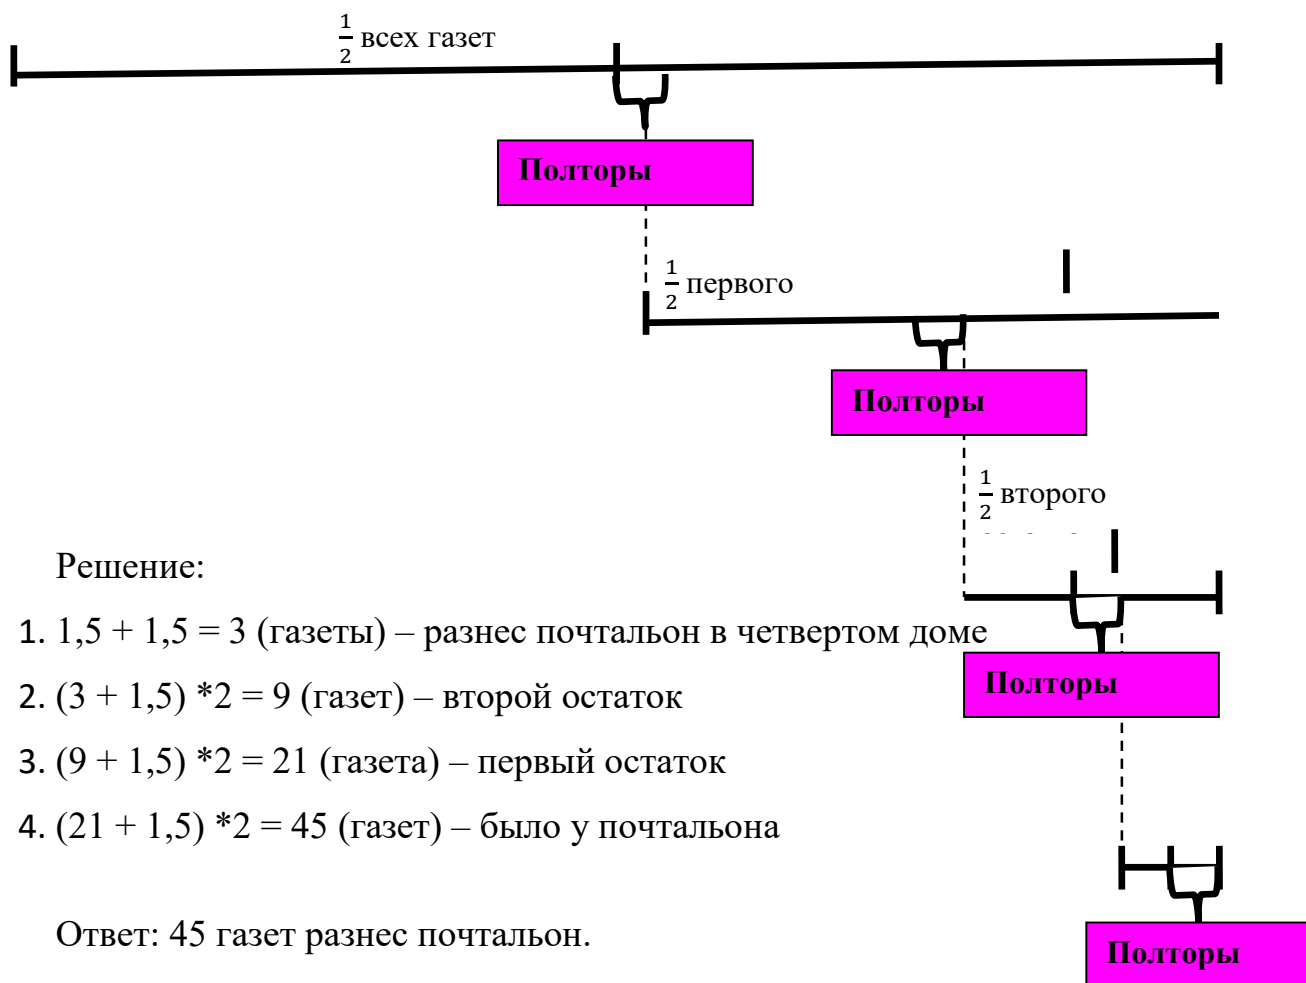 1/2 всех газет
Полторы
1/2 первого
Полторы
1/2 второго
Решение:
1. 1,5 + 1,5 = 3 (газеты) – разнес почтальон в четвертом доме
Полторы
2. (3 + 1,5) *2 = 9 (газет) – второй остаток
3. (9 + 1,5) *2 = 21 (газета) – первый остаток
4. (21 + 1,5) *2 = 45 (газет) – было у почтальона
Ответ: 45 газет разнес почтальон.
Полторы